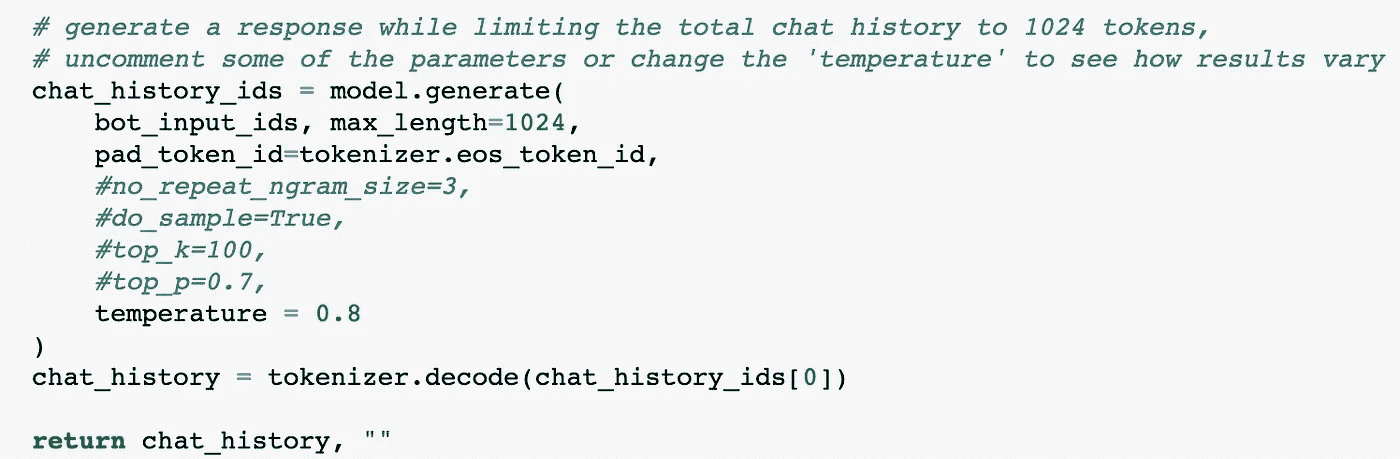 # generate a response while limiting the total chat history to 1024 tokens,
# uncomment some of the parameters or change the 'temperature' to see how results vary
chat_history_ids = model.generate(
    bot_input_ids, max_length=1024,
    pad_token_id=tokenizer.eos_token_id,
    #no_repeat_ngram_size=3,
    #do_sample=True,
    #top_k=100,
    #top_p=0.7,
    temperature = 0.8
)
chat_history = tokenizer.decode(chat_history_ids[0])

return chat_history, ""